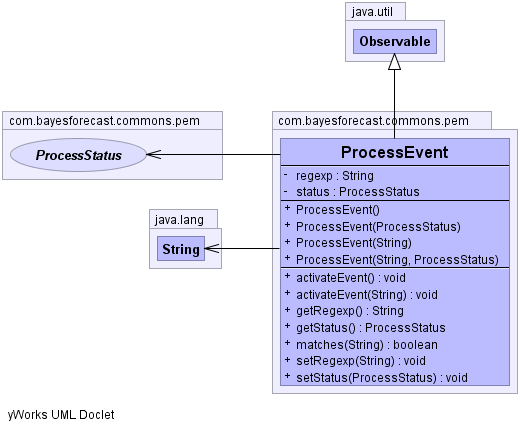 java.util
Observable
com.bayesforecast.commons.pem
ProcessStatus
com.bayesforecast.commons.pem
ProcessEvent
- regexp : String
- status : ProcessStatus
+ ProcessEvent()
+ ProcessEvent(ProcessStatus)
+ ProcessEvent(String)
+ ProcessEvent(String, ProcessStatus)
+ activateEvent() : void
+ activateEvent(String) : void
+ getRegexp() : String
+ getStatus() : ProcessStatus
+ matches(String) : boolean
+ setRegexp(String) : void
+ setStatus(ProcessStatus) : void
java.lang
String
yWorks UML Doclet